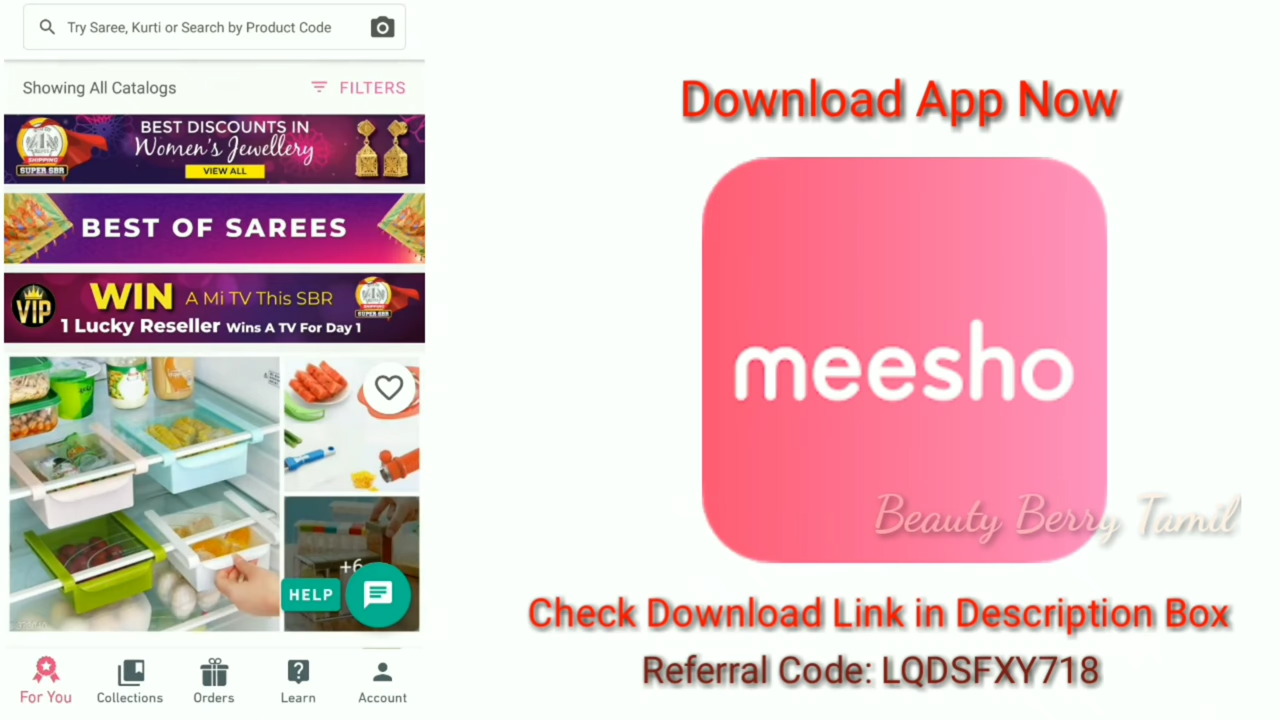 Try Saree, Kurti or Search by Product Code
Showing All Catalogs
FILTERS
BEST DISCOUNTS IN
Women's Jewellery
VIEW ALL
SHIPPING
SUPER SBR
BEST OF SAREES
VIP
WIN A Mi TV This SBR
1 Lucky Reseller Wins A TV For Day 1
SUPER SBR
+6
HELP
For You
Collections
Orders
Learn
Account
Download App Now
meesho
Beauty Berry Tamil
Check Download Link in Description Box
Referral Code: LQDSFXY718